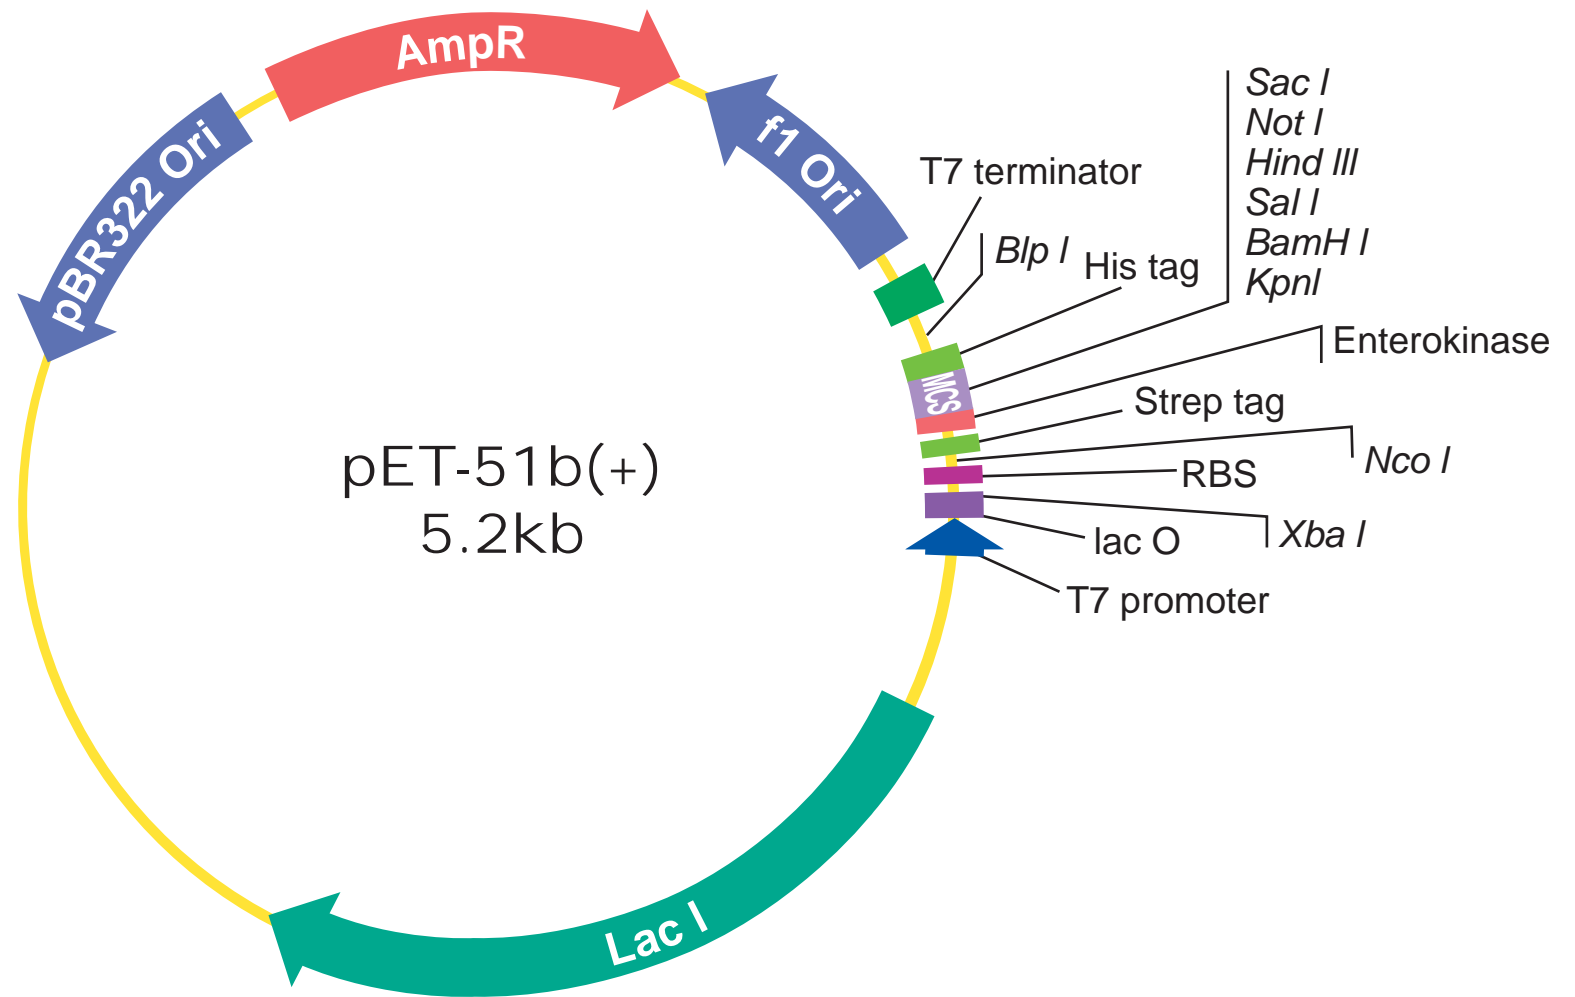 AmpR
f1 Ori
pBR322 Ori
T7 terminator
Blp I
His tag
Sac I
Not I
Hind III
Sal I
BamH I
KpnI
Enterokinase
MCS
Strep tag
Nco I
RBS
Xba I
lac O
T7 promoter
pET-51b(+)
5.2kb
Lac I